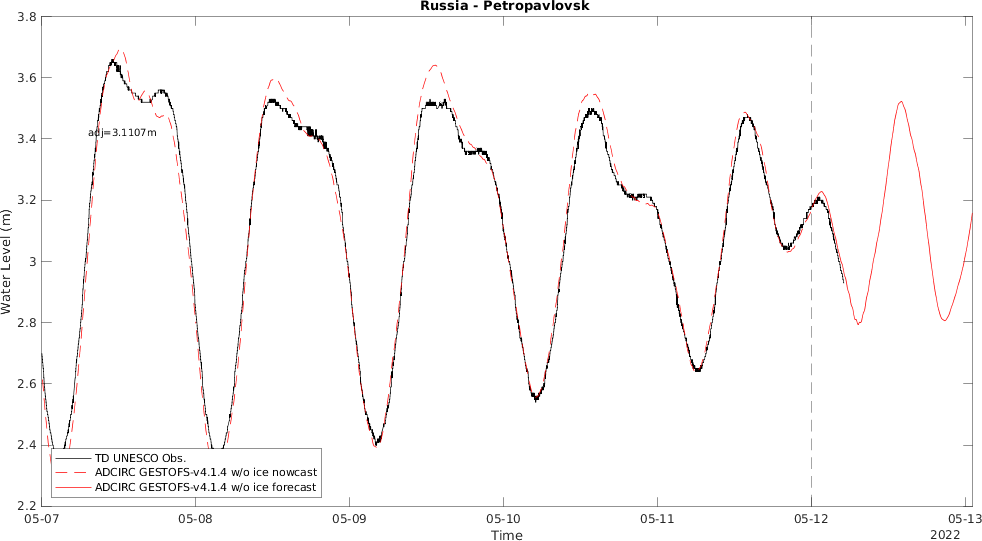 Russia - Petropavlovsk
3.8
3.6
3.4
3.2
3
2.8
2.6
2.4
2.2
Water Level (m)
adj=3.1107m
TD UNESCO Obs.
ADCIRC GESTOFS-v4.1.4 w/o ice nowcast
ADCIRC GESTOFS-v4.1.4 w/o ice forecast
05-07 05-08 05-09 05-10 05-11 05-12 05-13
Time
2022